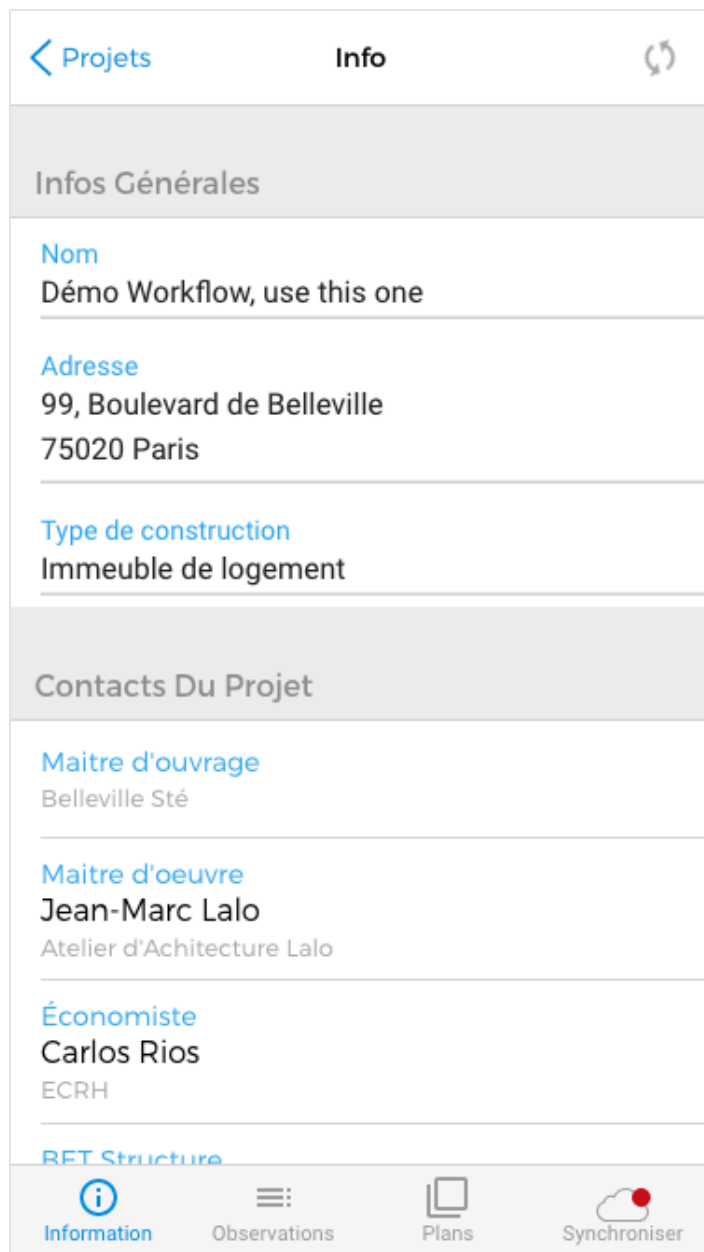 Projets
Info
Infos Générales
Nom
Démo Workflow, use this one
Adresse
99, Boulevard de Belleville
75020 Paris
Type de construction
Immeuble de logement
Contacts Du Projet
Maitre d'ouvrage
Belleville Sté
Maitre d'oeuvre
Jean-Marc Lalo
Atelier d'Achitecture Lalo
Économiste
Carlos Rios
ECRH
BET Structure
Information
Observations
Plans
Synchroniser